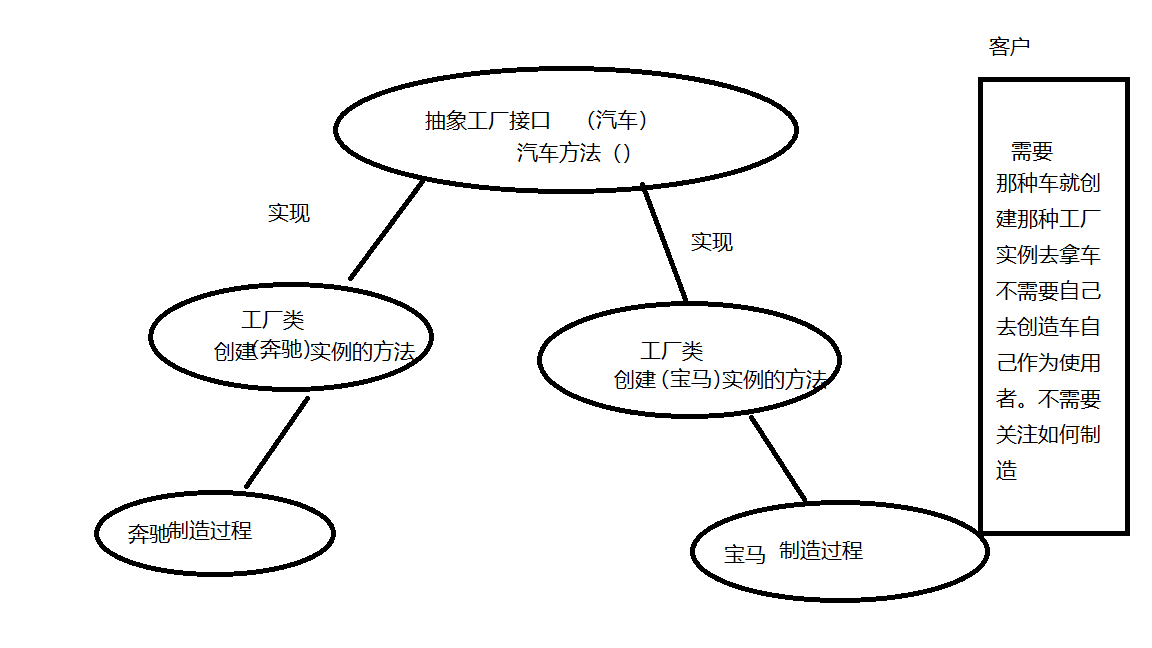 客户
抽象工厂接口 （汽车）
汽车方法（）
实现
实现
工厂类
创建（奔驰）实例的方法
工厂类
创建（宝马）实例的方法
奔驰制造过程
宝马 制造过程
需要
那种车就创
建那种工厂
实例去拿车
不需要自己
去创造车自
己作为使用
者。不需要
关注如何制
造